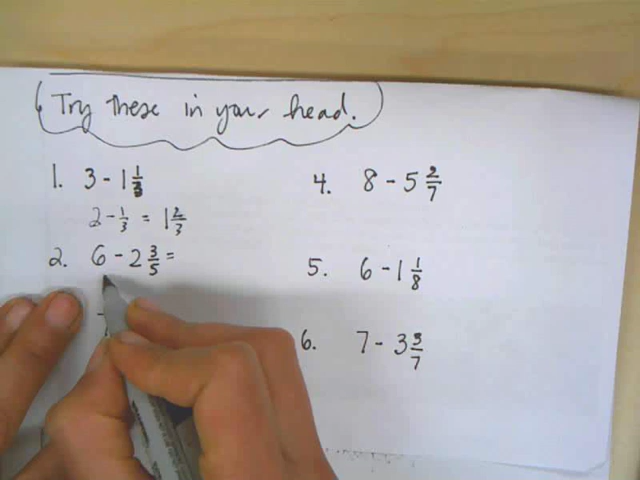 Try these in your head.
1. 3 - 1 1/3
2 - 1/3 = 1 2/3
2. 6 - 2 3/5 =
4. 8 - 5 2/7
5. 6 - 1 1/8
6. 7 - 3 3/7